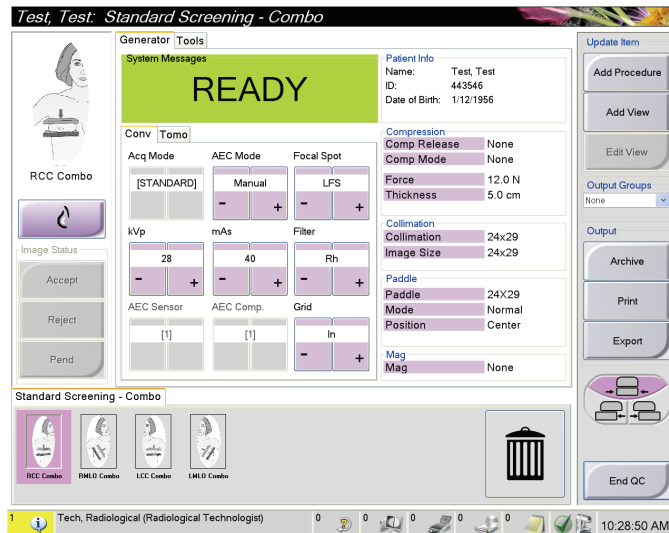 Test, Test: Standard Screening - Combo
Generator Tools
System Messages
READY
Patient Info
Name: Test, Test
ID: 443546
Date of Birth: 1/12/1956
RCC Combo
Image Status
Accept
Reject
Pend
Conv Tomo
Acq Mode AEC Mode Focal Spot
[STANDARD] Manual LFS
- + - +
kVp mAs Filter
28 40 Rh
- + - + - +
AEC Sensor AEC Comp. Grid
[1] [1] In
- +
Compression
Comp Release None
Comp Mode None
Force 12.0 N
Thickness 5.0 cm
Collimation
Collimation 24x29
Image Size 24x29
Paddle
Paddle 24X29
Mode Normal
Position Center
Mag
Mag None
Update Item
Add Procedure
Add View
Edit View
Output Groups
None
Output
Archive
Print
Export
End QC
Standard Screening - Combo
RCC Combo RMLO Combo LCC Combo LMLO Combo
1 Tech, Radiological (Radiological Technologist) 0 0 0 0 0 10:28:50 AM